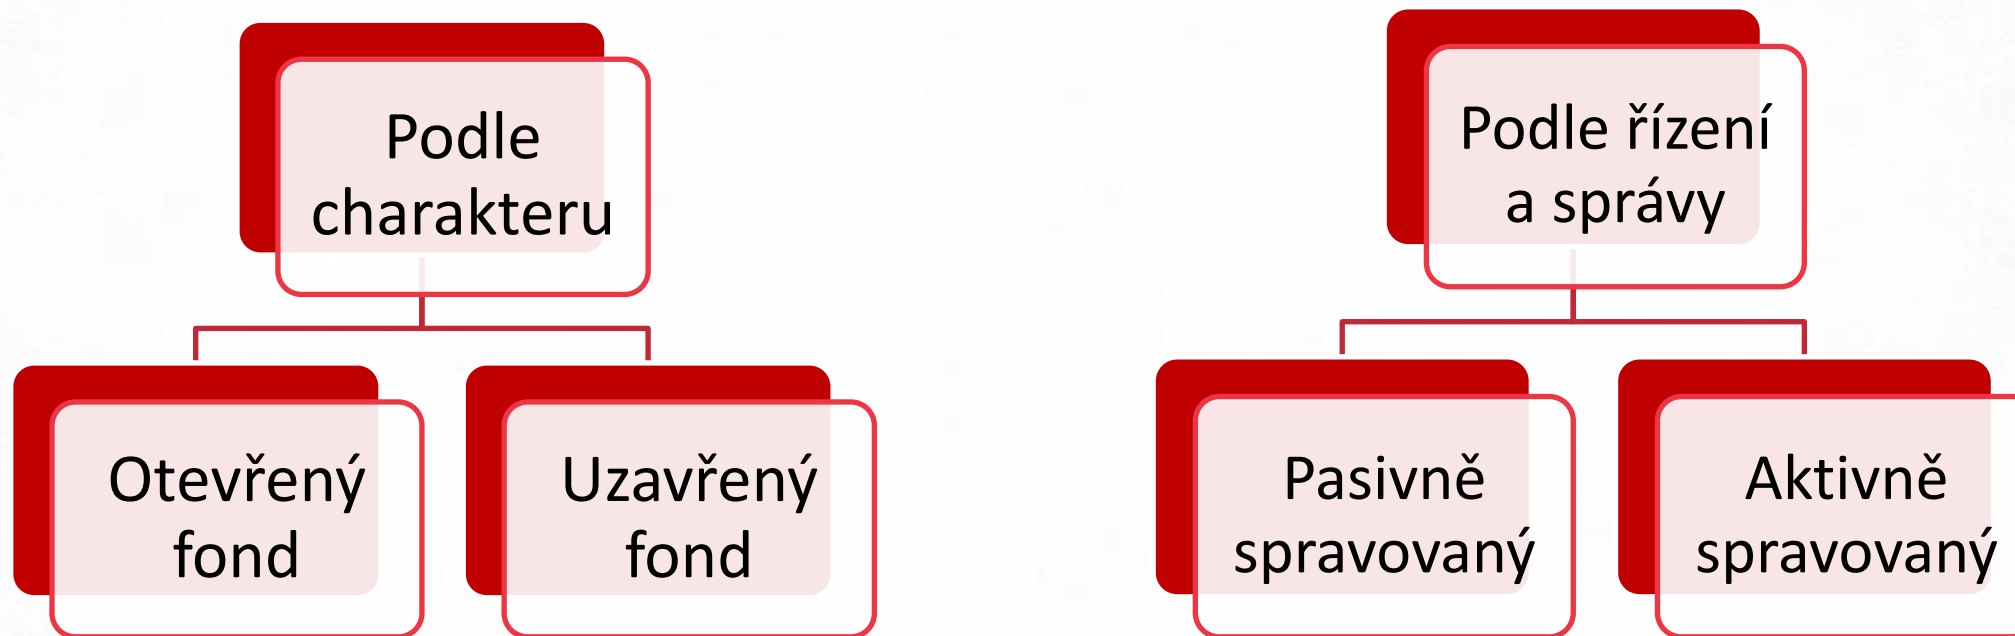 Podle
charakteru
Otevřený
fond
Uzavřený
fond
Podle řízení
a správy
Pasivně
spravovaný
Aktivně
spravovaný